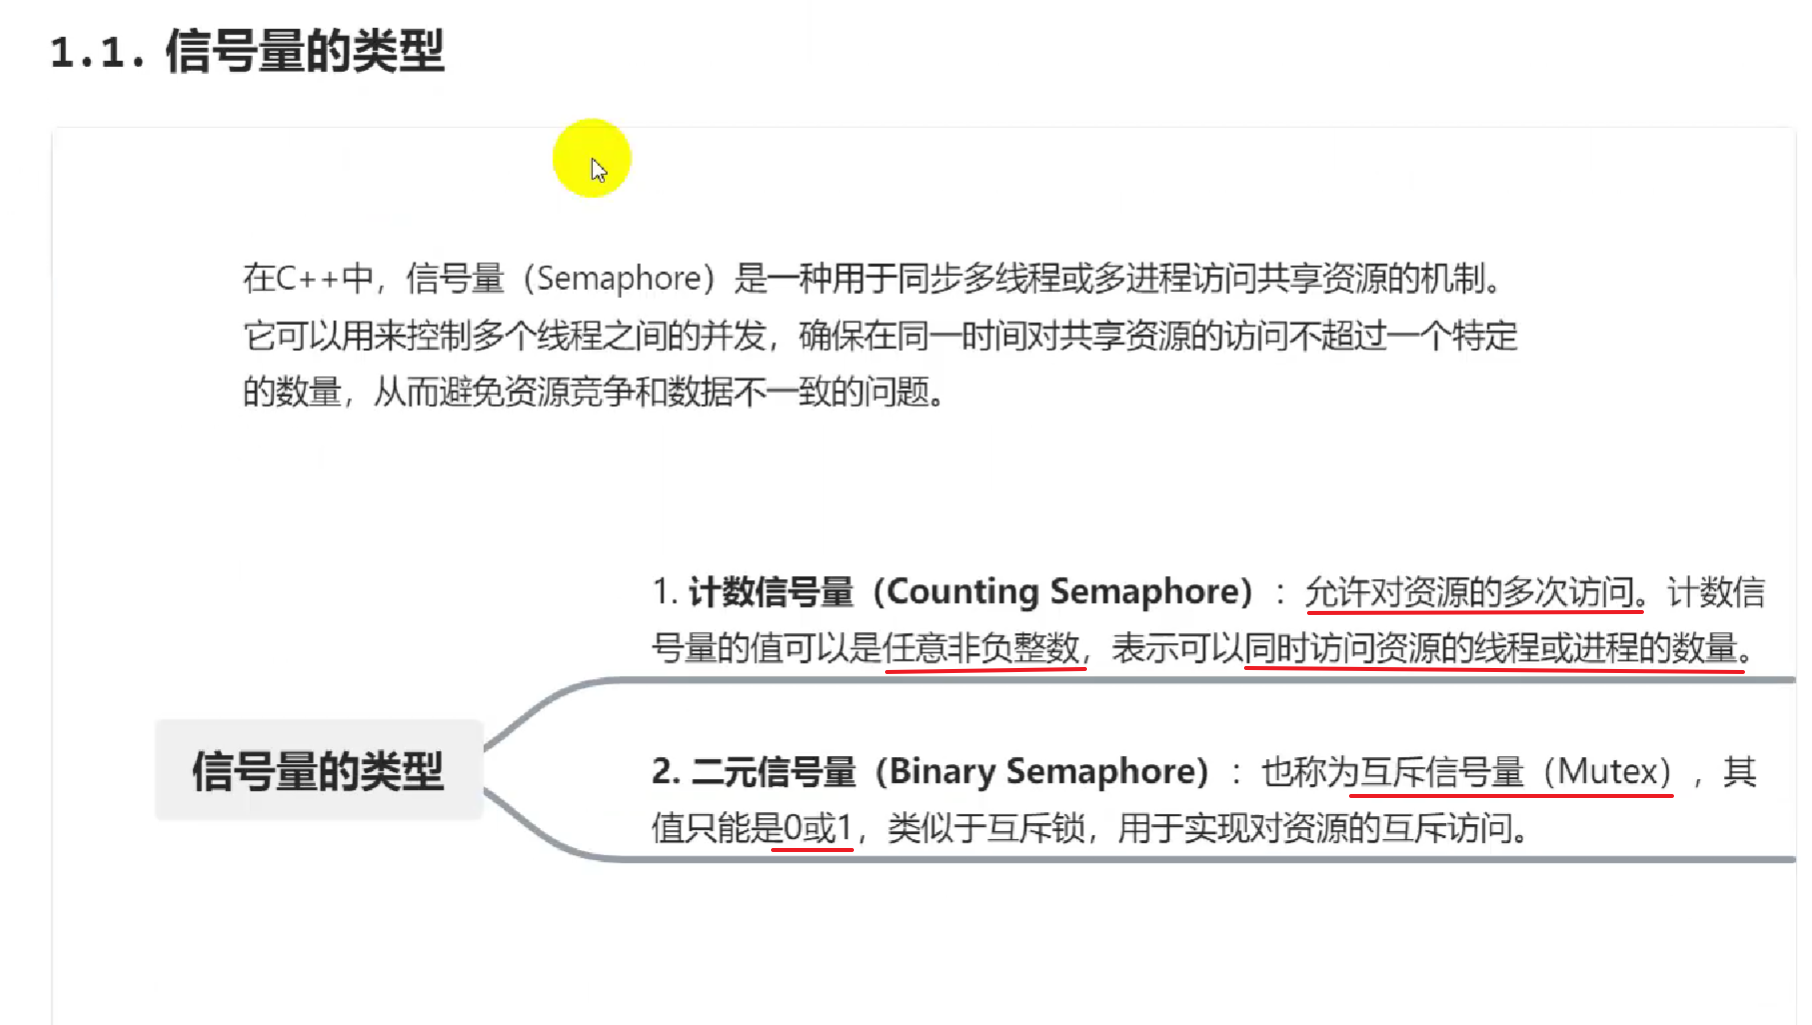 1.1. 信号量的类型
在C++中，信号量（Semaphore）是一种用于同步多线程或多进程访问共享资源的机制。
它可以用来控制多个线程之间的并发，确保在同一时间对共享资源的访问不超过一个特定
的数量，从而避免资源竞争和数据不一致的问题。
1. 计数信号量（Counting Semaphore）：允许对资源的多次访问。计数信
号量的值可以是任意非负整数，表示可以同时访问资源的线程或进程的数量。
信号量的类型
2. 二元信号量（Binary Semaphore）：也称为互斥信号量（Mutex），其
值只能是0或1，类似于互斥锁，用于实现对资源的互斥访问。